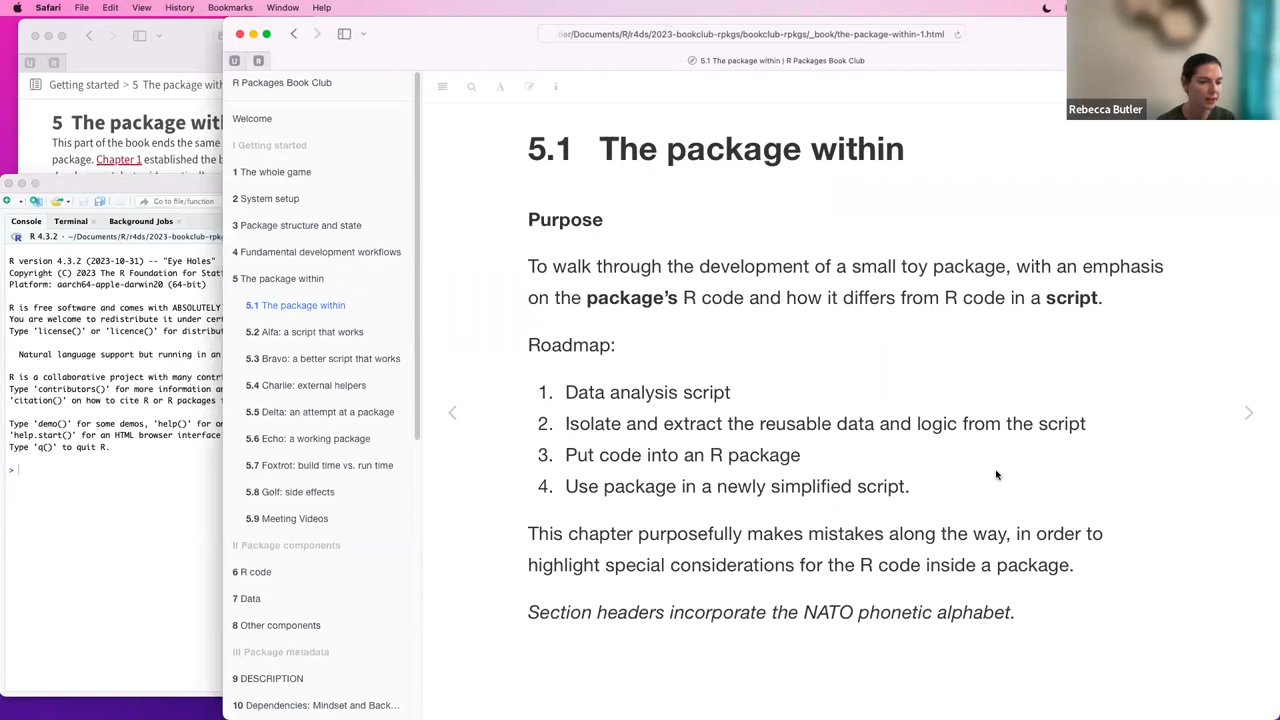 Safari File Edit View History Bookmarks Window Help
Getting started > 5 The package with
5 The package wit
This part of the book ends the same
package. Chapter 1 established the b
Go to file/function
Console Terminal Background Jobs
R 4.3.2 · ~/Documents/R/r4ds/2023-bookclub-rpkg
R version 4.3.2 (2023-10-31) -- "Eye Holes"
Copyright (C) 2023 The R Foundation for Stat
Platform: aarch64-apple-darwin20 (64-bit)
R is free software and comes with ABSOLUTELY
You are welcome to redistribute it under cert
Type 'license()' or 'licence()' for distribut
Natural language support but running in an
R is a collaborative project with many contri
Type 'contributors()' for more information an
'citation()' on how to cite R or R packages
Type 'demo()' for some demos, 'help()' for on
'help.start()' for an HTML browser interface
Type 'q()' to quit R.
>
der/Documents/R/r4ds/2023-bookclub-rpkgs/bookclub-rpkgs/_book/the-package-within-1.html
U R
5.1 The package within | R Packages Book Club
R Packages Book Club
Welcome
I Getting started
1 The whole game
2 System setup
3 Package structure and state
4 Fundamental development workflows
5 The package within
5.1 The package within
5.2 Alfa: a script that works
5.3 Bravo: a better script that works
5.4 Charlie: external helpers
5.5 Delta: an attempt at a package
5.6 Echo: a working package
5.7 Foxtrot: build time vs. run time
5.8 Golf: side effects
5.9 Meeting Videos
II Package components
6 R code
7 Data
8 Other components
III Package metadata
9 DESCRIPTION
10 Dependencies: Mindset and Back...
5.1 The package within
Purpose
To walk through the development of a small toy package, with an emphasis
on the package's R code and how it differs from R code in a script.
Roadmap:
1. Data analysis script
2. Isolate and extract the reusable data and logic from the script
3. Put code into an R package
4. Use package in a newly simplified script.
This chapter purposefully makes mistakes along the way, in order to
highlight special considerations for the R code inside a package.
Section headers incorporate the NATO phonetic alphabet.
Rebecca Butler